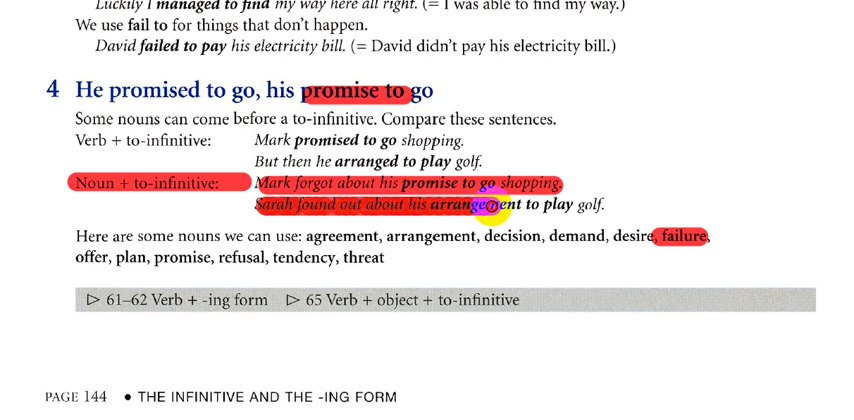 Luckily I managed to find my way here all right. (= I was able to find my way.)
We use fail to for things that don't happen.
David failed to pay his electricity bill. (= David didn't pay his electricity bill.)
4 He promised to go, his promise to go
Some nouns can come before a to-infinitive. Compare these sentences.
Verb + to-infinitive: Mark promised to go shopping.
But then he arranged to play golf.
Noun + to-infinitive: Mark forgot about his promise to go shopping.
Sarah found out about his arrangement to play golf.
Here are some nouns we can use: agreement, arrangement, decision, demand, desire, failure,
offer, plan, promise, refusal, tendency, threat
▷ 61–62 Verb + -ing form ▷ 65 Verb + object + to-infinitive
PAGE 144 • THE INFINITIVE AND THE -ING FORM